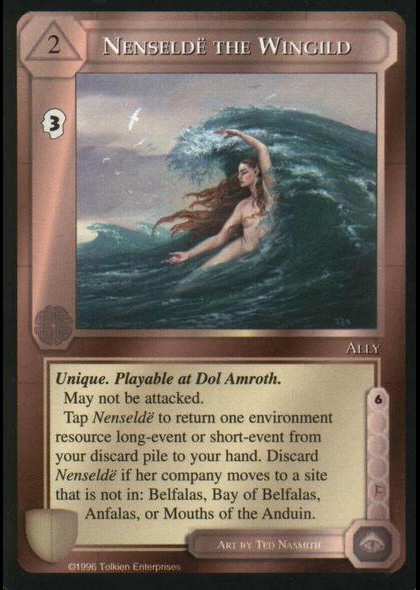 2
NENSELDË THE WINGILD
3
ALLY
Unique. Playable at Dol Amroth.
May not be attacked.
Tap Nenseldë to return one environment
resource long-event or short-event from
your discard pile to your hand. Discard
Nenseldë if her company moves to a site
that is not in: Belfalas, Bay of Belfalas,
Anfalas, or Mouths of the Anduin.
6
F
ART BY TED NASMITH
©1996 Tolkien Enterprises